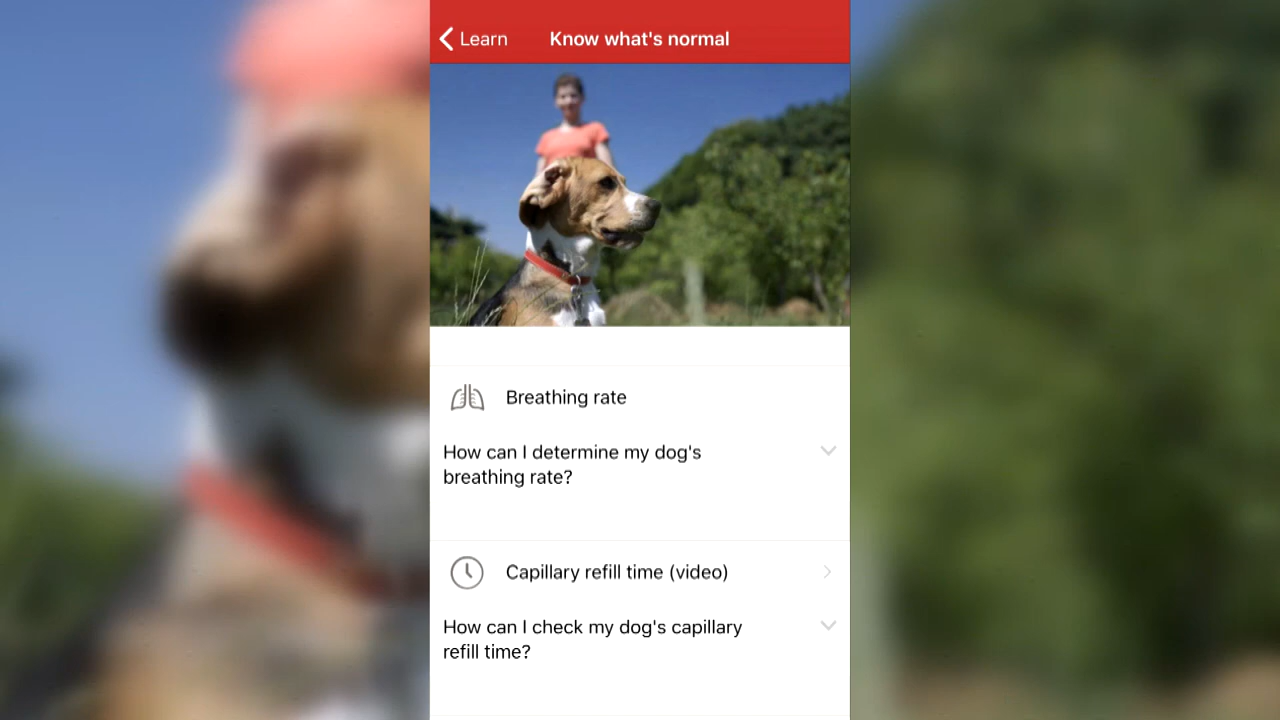 Learn
Know what's normal
Breathing rate
How can I determine my dog's
breathing rate?
Capillary refill time (video)
How can I check my dog's capillary
refill time?